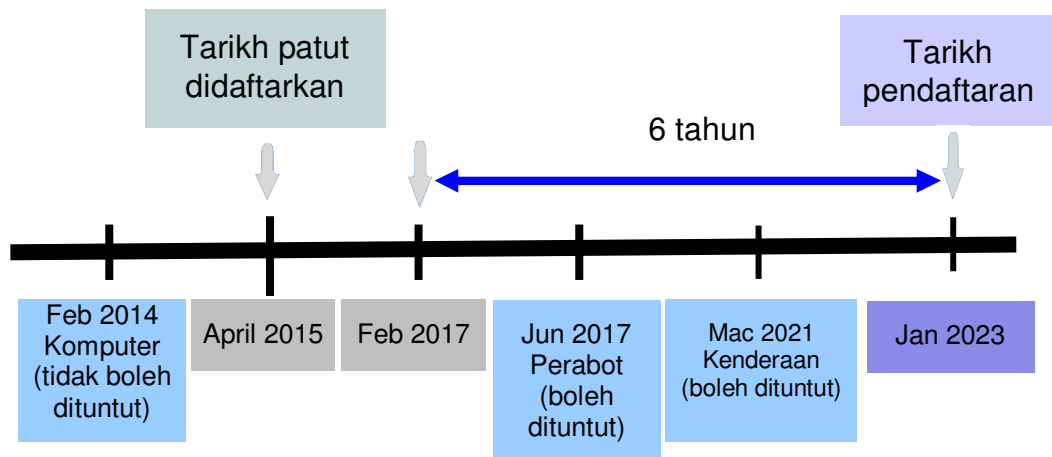 Tarikh patut
didaftarkan
Tarikh
pendaftaran
6 tahun
Feb 2014
Komputer
(tidak boleh
dituntut)
April 2015
Feb 2017
Jun 2017
Perabot
(boleh
dituntut)
Mac 2021
Kenderaan
(boleh dituntut)
Jan 2023